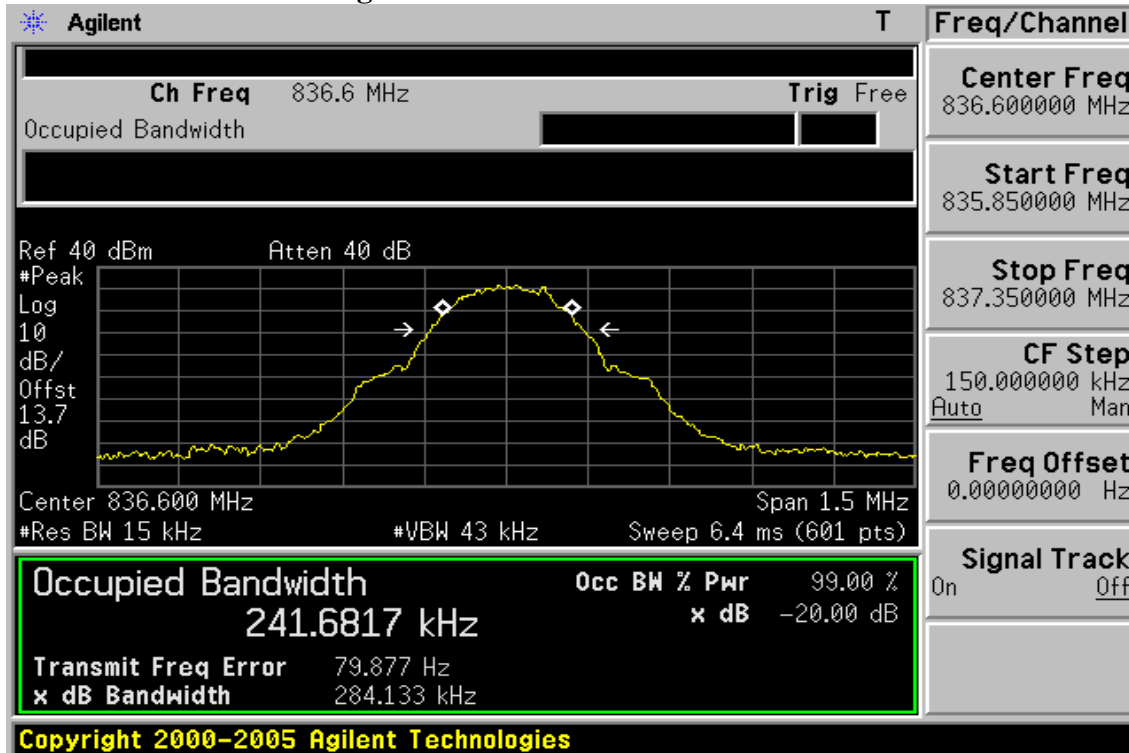 Agilent T
Freq/Channel
Ch Freq 836.6 MHz Trig Free
Occupied Bandwidth
Center Freq
836.600000 MHz
Start Freq
835.850000 MHz
Stop Freq
837.350000 MHz
CF Step
150.000000 kHz
Auto Man
Freq Offset
0.00000000 Hz
Signal Track
On Off
Ref 40 dBm Atten 40 dB
#Peak
Log
10
dB/
Offst
13.7
dB
Center 836.600 MHz Span 1.5 MHz
#Res BW 15 kHz #VBW 43 kHz Sweep 6.4 ms (601 pts)
Occupied Bandwidth
241.6817 kHz
Occ BW % Pwr 99.00 %
x dB -20.00 dB
Transmit Freq Error 79.877 Hz
x dB Bandwidth 284.133 kHz
Copyright 2000-2005 Agilent Technologies